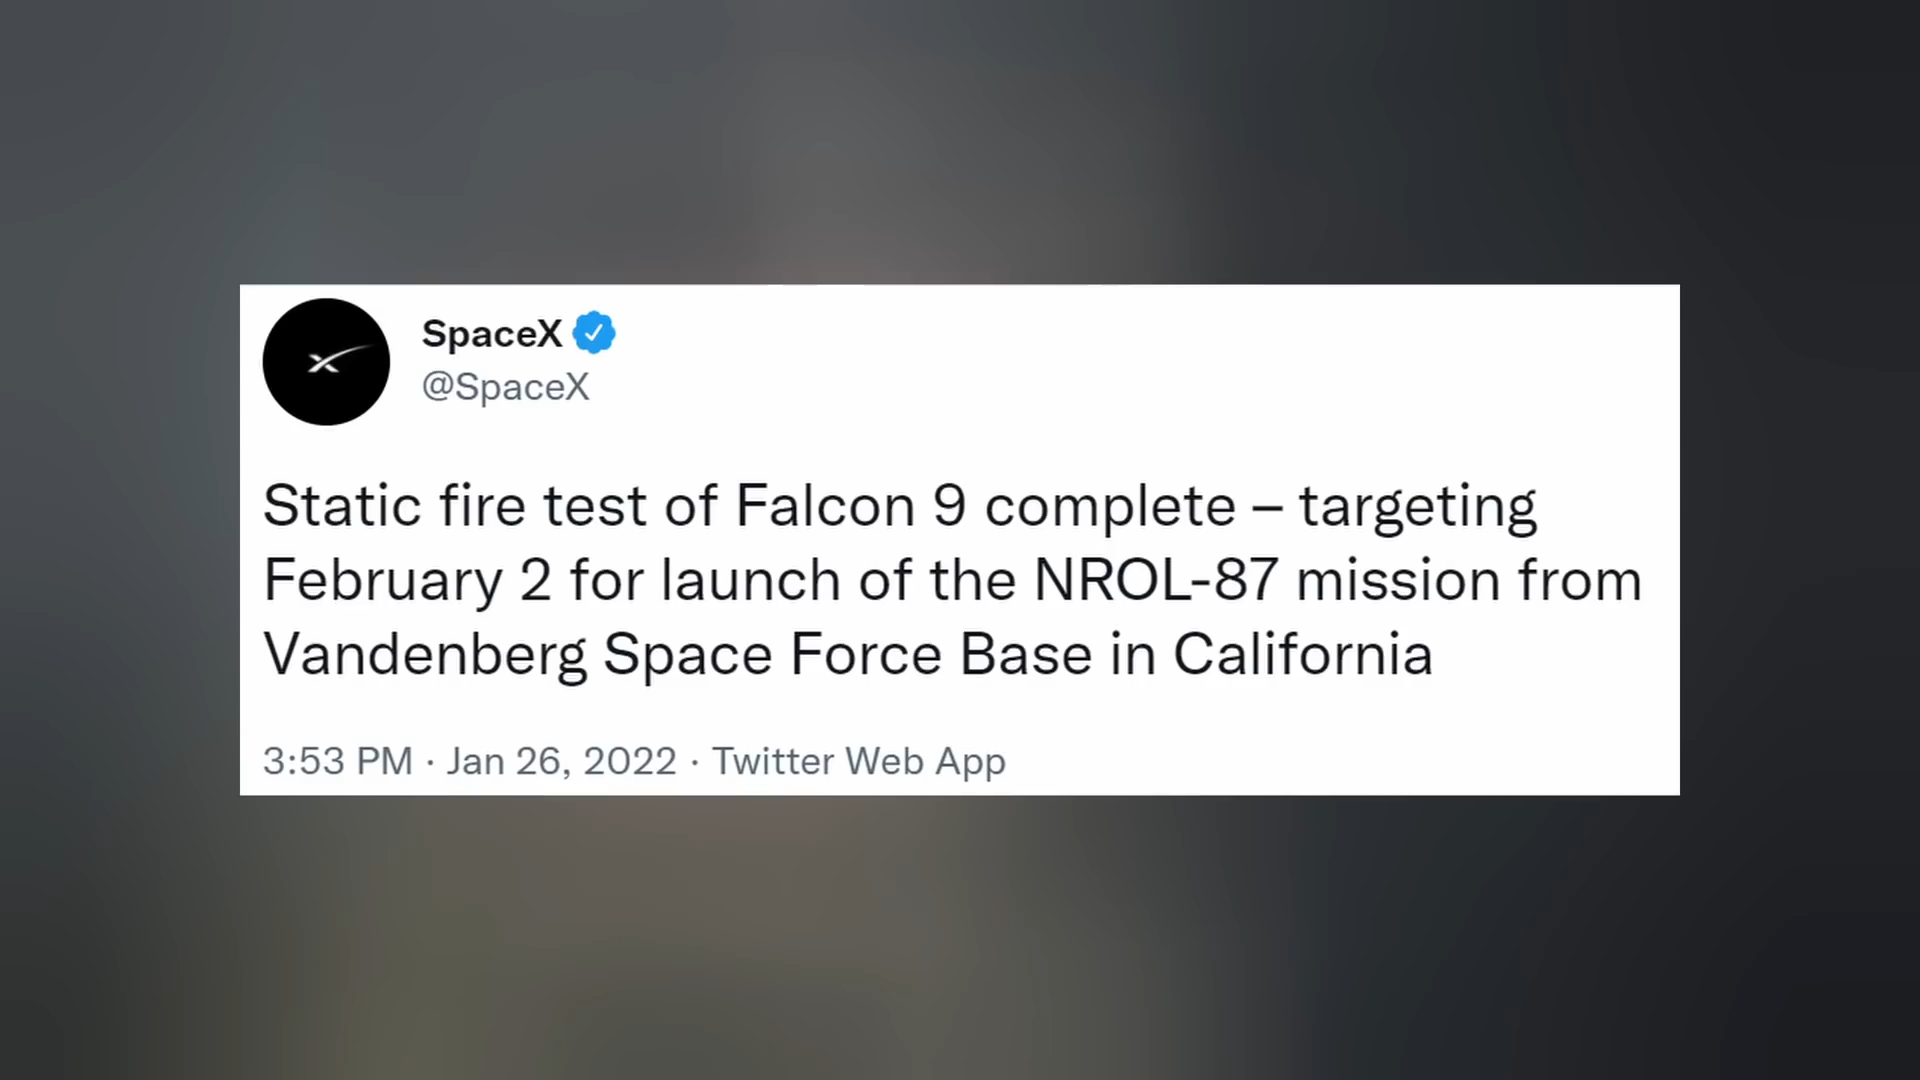 SpaceX
@SpaceX
Static fire test of Falcon 9 complete – targeting
February 2 for launch of the NROL-87 mission from
Vandenberg Space Force Base in California
3:53 PM · Jan 26, 2022 · Twitter Web App